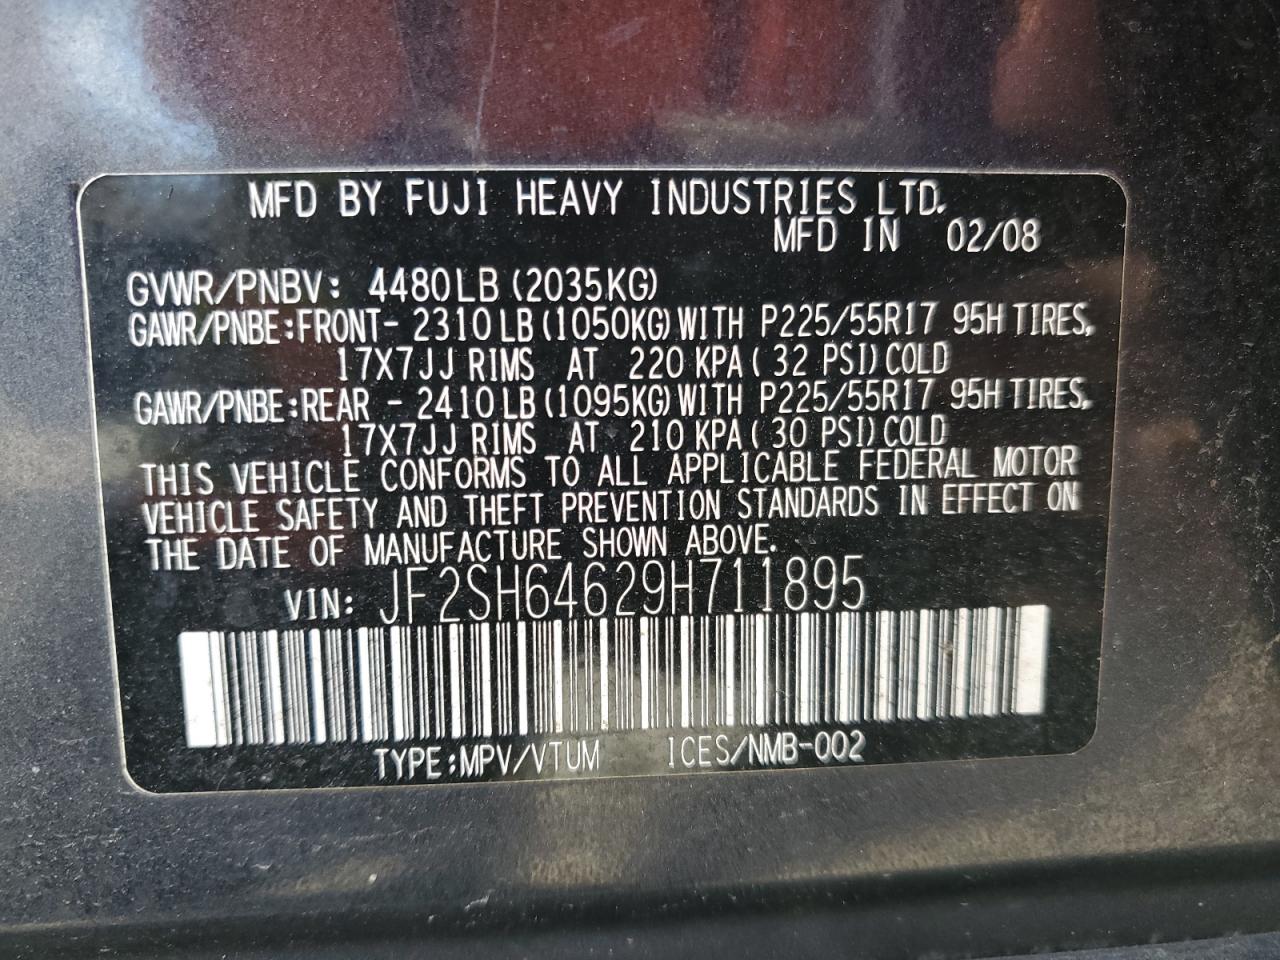 MFD BY FUJI HEAVY INDUSTRIES LTD.
MFD IN 02/08
GVWR/PNBV: 4480LB (2035KG)
GAWR/PNBE:FRONT- 2310LB(1050KG)WITH P225/55R17 95H TIRES,
17X7JJ RIMS AT 220 KPA( 32 PSI)COLD
GAWR/PNBE:REAR - 2410LB(1095KG)WITH P225/55R17 95H TIRES,
17X7JJ RIMS AT 210 KPA( 30 PSI)COLD
THIS VEHICLE CONFORMS TO ALL APPLICABLE FEDERAL MOTOR
VEHICLE SAFETY AND THEFT PREVENTION STANDARDS IN EFFECT ON
THE DATE OF MANUFACTURE SHOWN ABOVE.
VIN: JF2SH64629H711895
TYPE:MPV/VTUM ICES/NMB-002